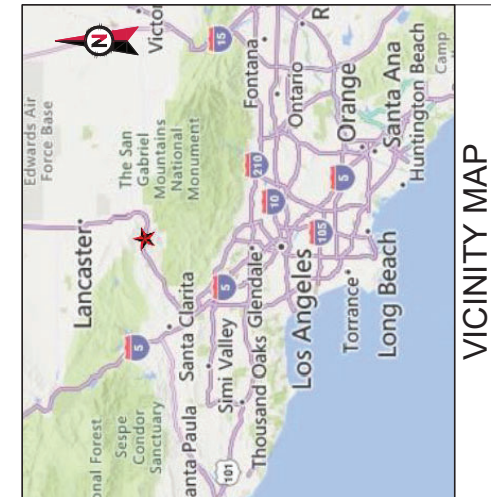 Edwards Air
Force Base
N
Victor
15
Lancaster
The San
Gabriel
Mountains
National
Monument
onal Forest
Sespe
Condor
Sanctuary
5
Santa Clarita
anta Paula
Simi Valley
5
Fontana
R
Ontario
210
Thousand Oaks
Glendale
10
101
Los Angeles
105
5
Orange
Torrance
Santa Ana
Long Beach
Huntington Beach
Camp
VICINITY MAP